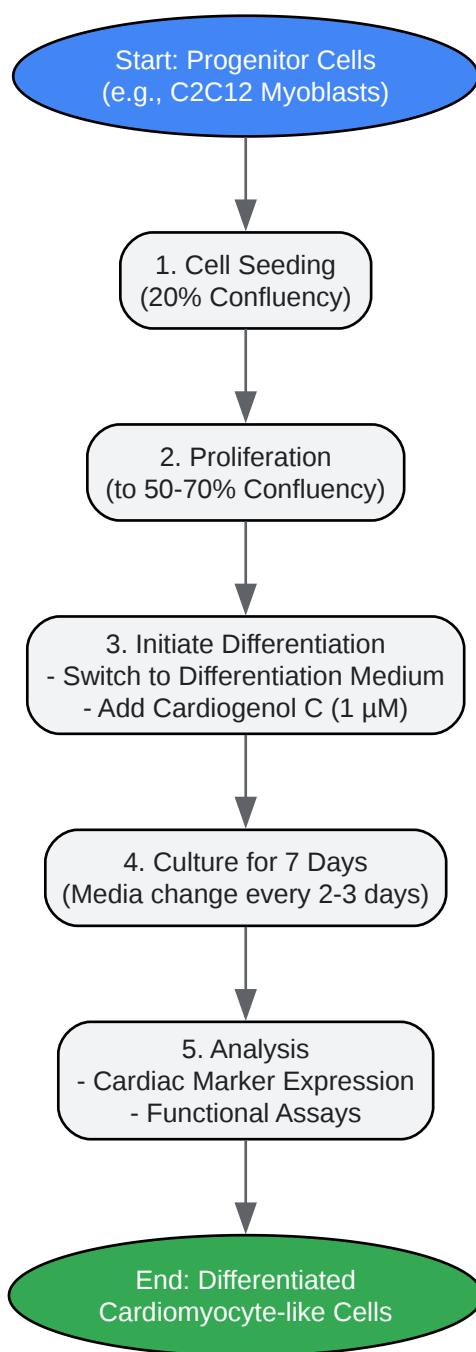 Start: Progenitor Cells
(e.g., C2C12 Myoblasts)
1. Cell Seeding
(20% Confluency)
2. Proliferation
(to 50-70% Confluency)
3. Initiate Differentiation
- Switch to Differentiation Medium
- Add Cardiogenol C (1 µM)
4. Culture for 7 Days
(Media change every 2-3 days)
5. Analysis
- Cardiac Marker Expression
- Functional Assays
End: Differentiated
Cardiomyocyte-like Cells